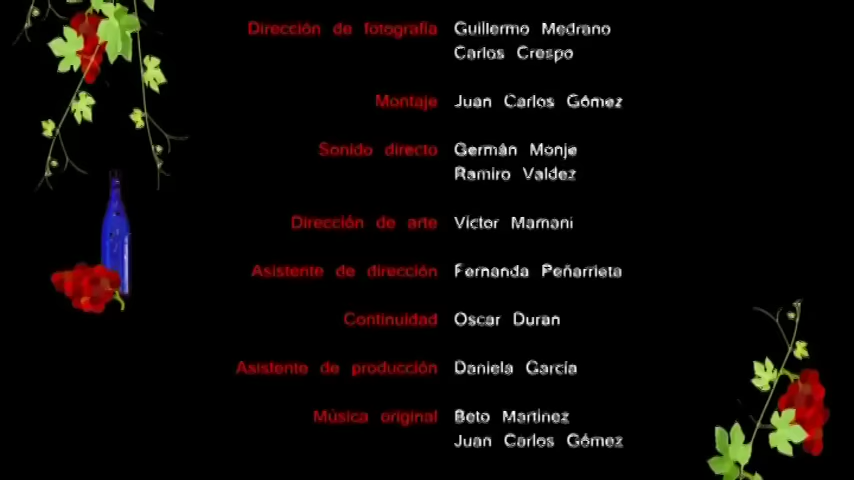 Dirección de fotografía Guillermo Medrano
Carlos Crespo
Montaje Juan Carlos Gómez
Sonido directo Germán Monje
Ramiro Valdez
Dirección de arte Víctor Mamani
Asistente de dirección Fernanda Peñarrieta
Continuidad Oscar Duran
Asistente de producción Daniela García
Música original Beto Martínez
Juan Carlos Gómez